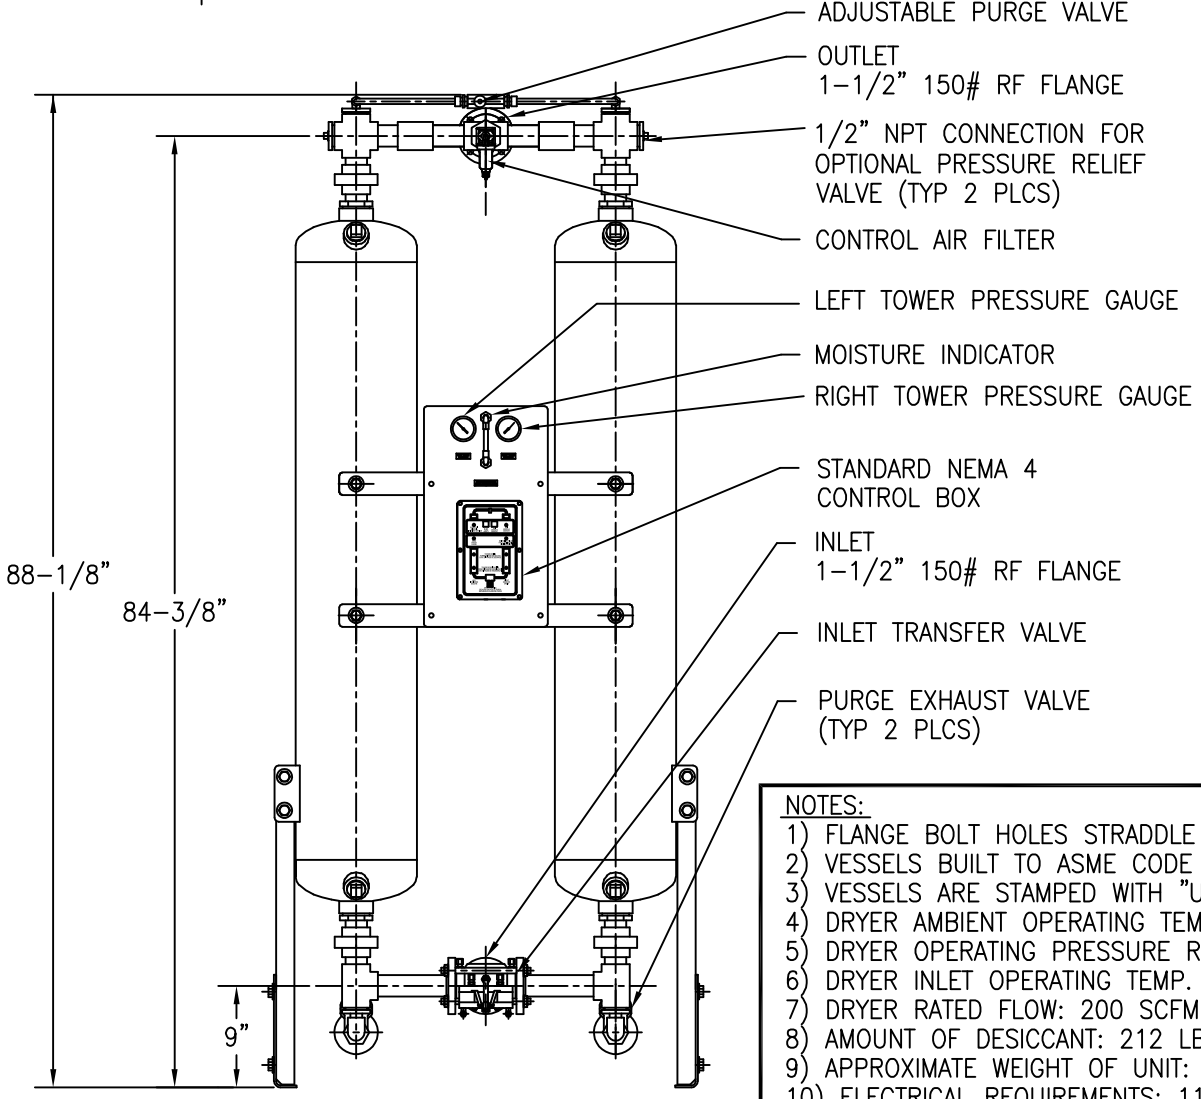 ADJUSTABLE PURGE VALVE
OUTLET
1-1/2" 150# RF FLANGE
1/2" NPT CONNECTION FOR
OPTIONAL PRESSURE RELIEF
VALVE (TYP 2 PLCS)
CONTROL AIR FILTER
LEFT TOWER PRESSURE GAUGE
MOISTURE INDICATOR
RIGHT TOWER PRESSURE GAUGE
STANDARD NEMA 4
CONTROL BOX
INLET
1-1/2" 150# RF FLANGE
INLET TRANSFER VALVE
PURGE EXHAUST VALVE
(TYP 2 PLCS)
88-1/8"
84-3/8"
9"
NOTES:
1) FLANGE BOLT HOLES STRADDLE
2) VESSELS BUILT TO ASME CODE
3) VESSELS ARE STAMPED WITH "U
4) DRYER AMBIENT OPERATING TEM
5) DRYER OPERATING PRESSURE R
6) DRYER INLET OPERATING TEMP.
7) DRYER RATED FLOW: 200 SCFM
8) AMOUNT OF DESICCANT: 212 LB
9) APPROXIMATE WEIGHT OF UNIT:
10) ELECTRICAL REQUIREMENTS: 11